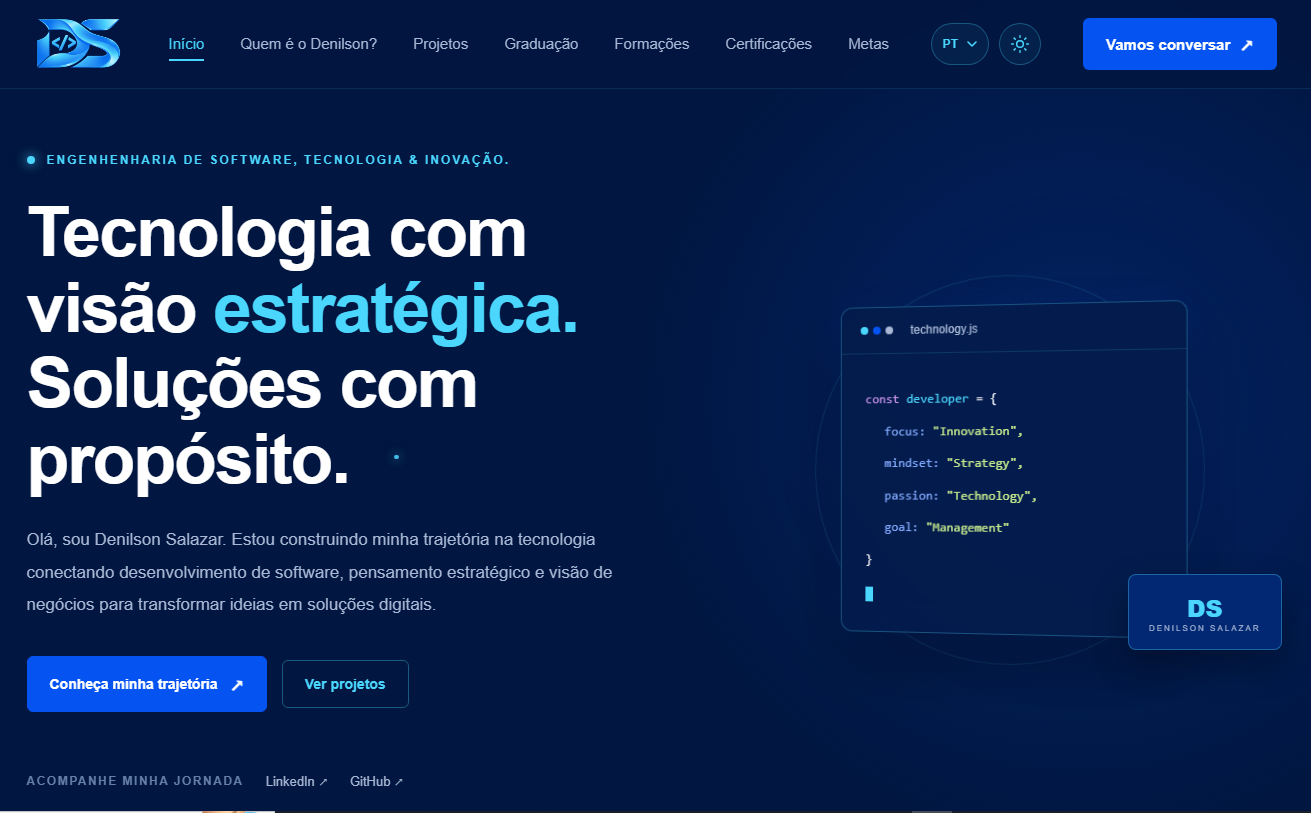 DS
</>
Início
Quem é o Denilson?
Projetos
Graduação
Formações
Certificações
Metas
PT
Vamos conversar ↗
ENGENHENHARIA DE SOFTWARE, TECNOLOGIA & INOVAÇÃO.
Tecnologia com
visão estratégica.
Soluções com
propósito.
Olá, sou Denilson Salazar. Estou construindo minha trajetória na tecnologia
conectando desenvolvimento de software, pensamento estratégico e visão de
negócios para transformar ideias em soluções digitais.
Conheça minha trajetória ↗
Ver projetos
ACOMPANHE MINHA JORNADA
LinkedIn ↗
GitHub ↗
technology.js
const developer = {
focus: "Innovation",
mindset: "Strategy",
passion: "Technology",
goal: "Management"
}
DS
DENILSON SALAZAR